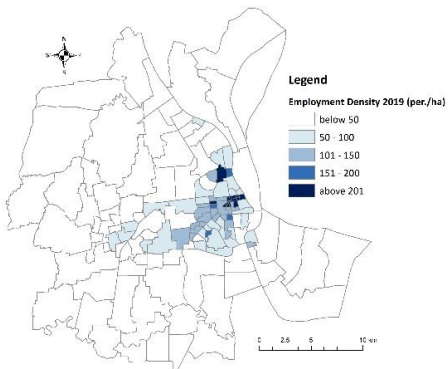 N
Legend
Employment Density 2019 (per./ha)
below 50
50 - 100
101 - 150
151 - 200
above 201
0 2.5 5 10 km